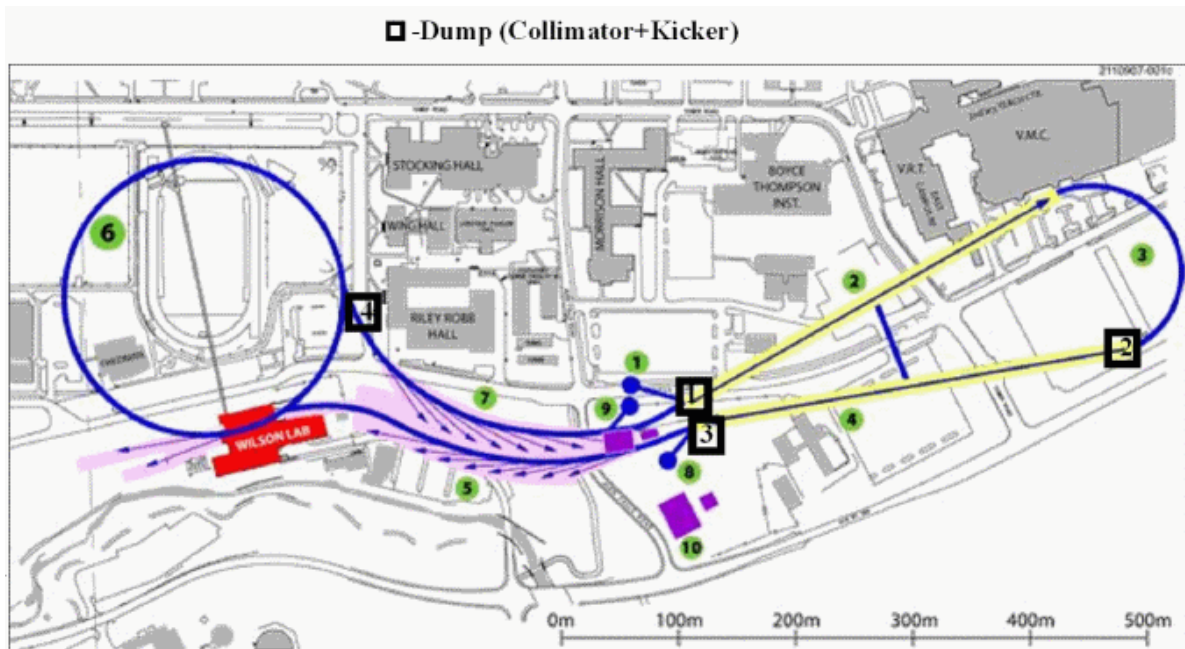 -Dump (Collimator+Kicker)
2110907-001c
TOWER ROAD
STOCKING HALL
WING HALL
MORRISON HALL
BOYCE
THOMPSON
INST.
V.R.T.
V.M.C.
6
4
RILEY ROBB
HALL
2
3
1
2
7
9
1
3
4
WILSON LAB
5
8
10
0m
100m
200m
300m
400m
500m